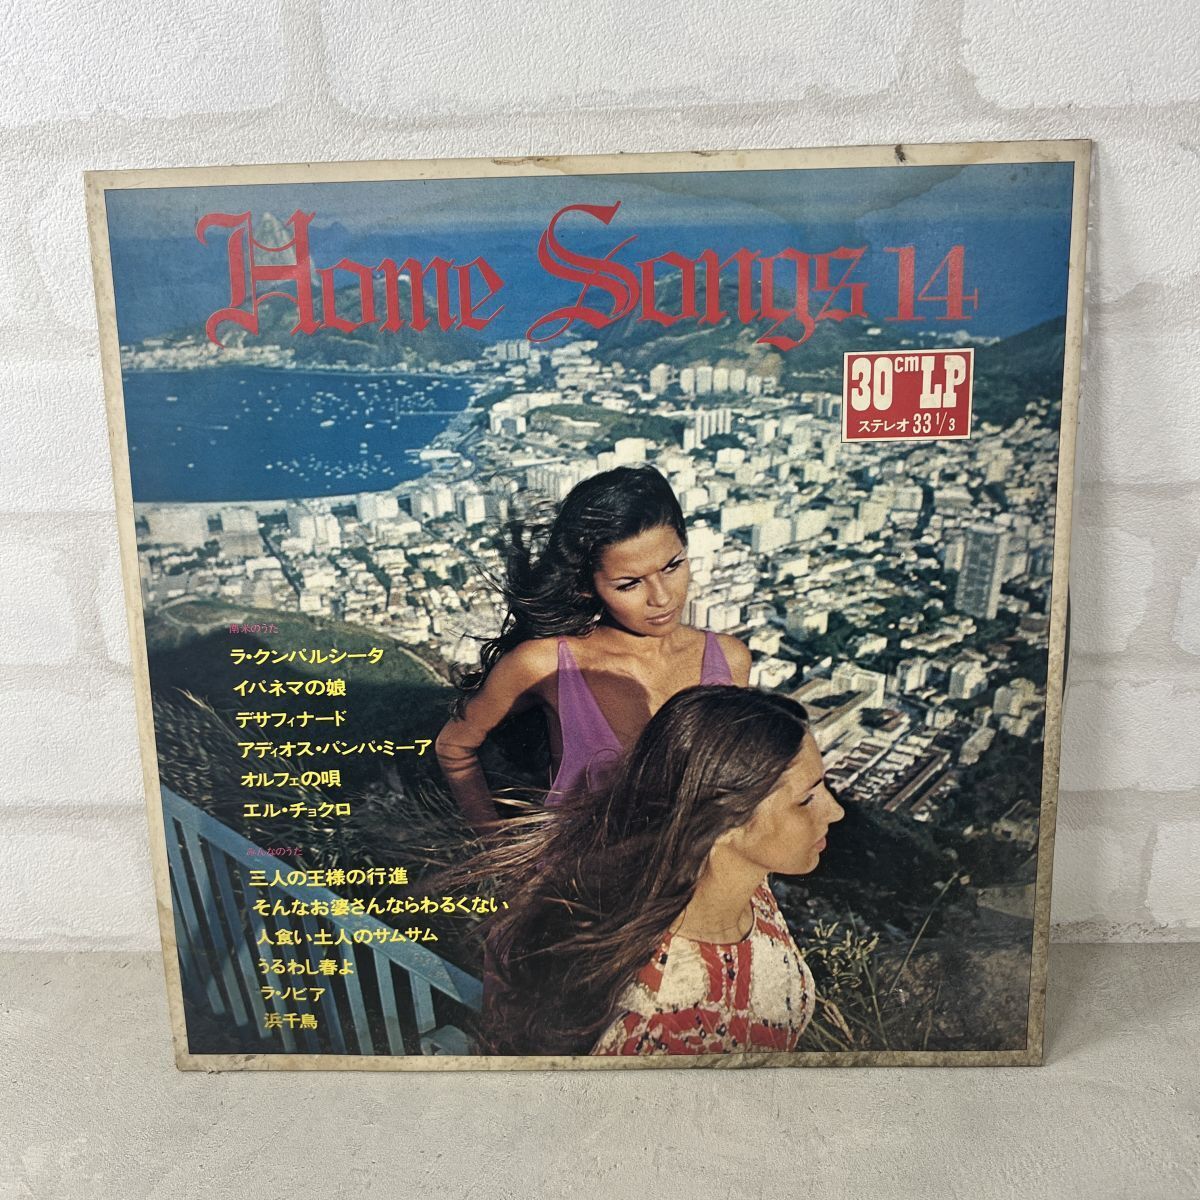 Home Songs 14
30cm LP
ステレオ 33 1/3
南米のうた
ラ・クンパルシータ
イパネマの娘
デサフィナード
アディオス・パンパ・ミーア
オルフェの唄
エル・チョクロ
みんなのうた
三人の王様の行進
そんなお婆さんならわるくない
人食い土人のサムサム
うるわし春よ
ラ・ノビア
浜千鳥